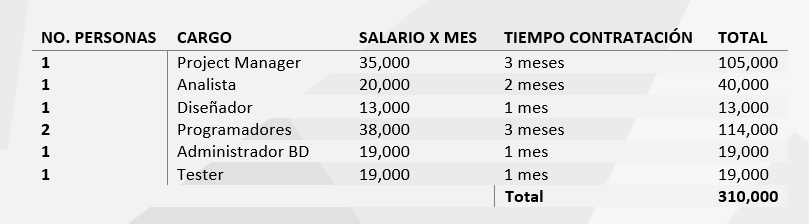 NO. PERSONAS CARGO SALARIO X MES TIEMPO CONTRATACIÓN TOTAL
1 Project Manager 35,000 3 meses 105,000
1 Analista 20,000 2 meses 40,000
1 Diseñador 13,000 1 mes 13,000
2 Programadores 38,000 3 meses 114,000
1 Administrador BD 19,000 1 mes 19,000
1 Tester 19,000 1 mes 19,000
Total 310,000